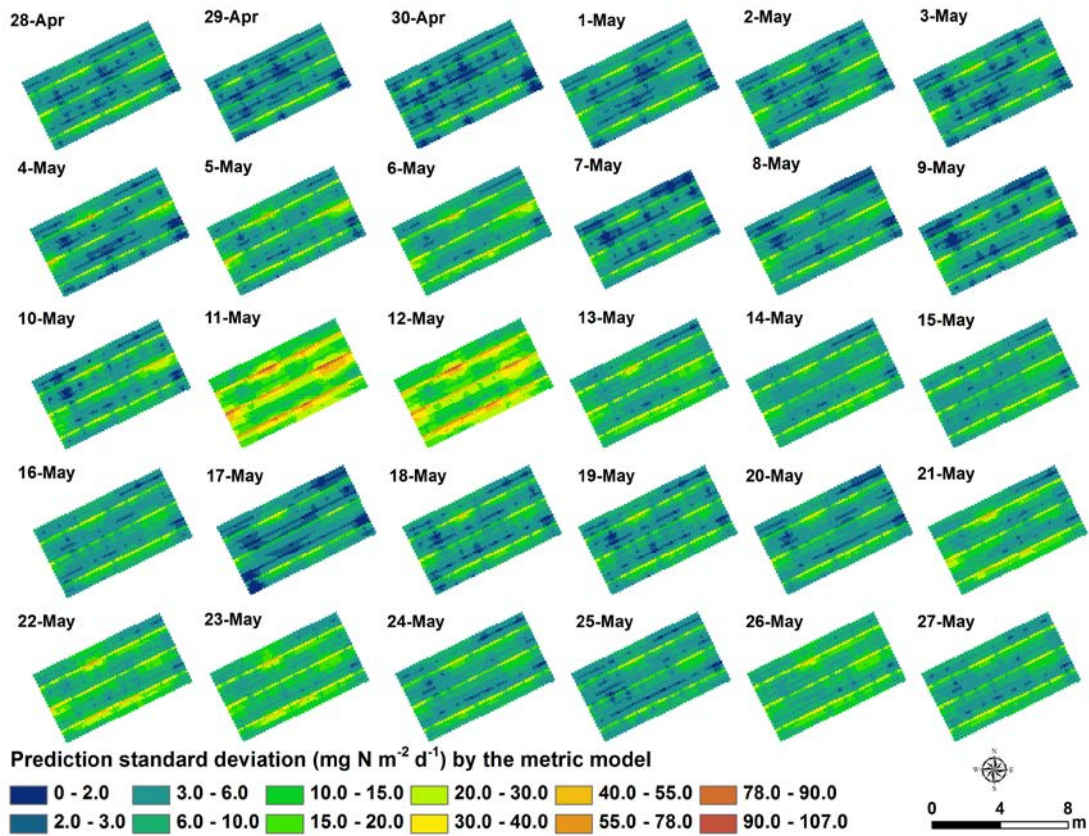 28-Apr 29-Apr 30-Apr 1-May 2-May 3-May
4-May 5-May 6-May 7-May 8-May 9-May
10-May 11-May 12-May 13-May 14-May 15-May
16-May 17-May 18-May 19-May 20-May 21-May
22-May 23-May 24-May 25-May 26-May 27-May
Prediction standard deviation (mg N m⁻² d⁻¹) by the metric model
0 - 2.0 3.0 - 6.0 10.0 - 15.0 20.0 - 30.0 40.0 - 55.0 78.0 - 90.0
2.0 - 3.0 6.0 - 10.0 15.0 - 20.0 30.0 - 40.0 55.0 - 78.0 90.0 - 107.0
N
W E
S
0 4 8
m